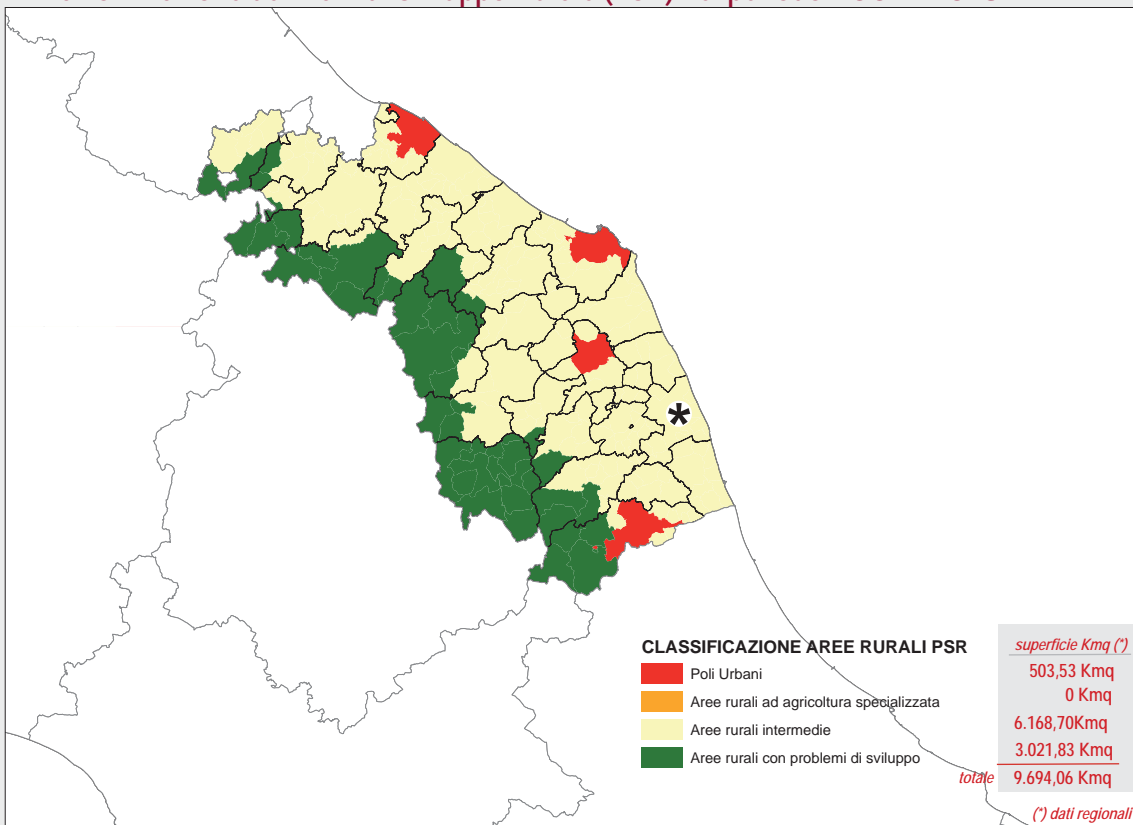 *
CLASSIFICAZIONE AREE RURALI PSR
superficie Kmq (*)
Poli Urbani
503,53 Kmq
Aree rurali ad agricoltura specializzata
0 Kmq
Aree rurali intermedie
6.168,70Kmq
Aree rurali con problemi di sviluppo
3.021,83 Kmq
totale 9.694,06 Kmq
(*) dati regionali